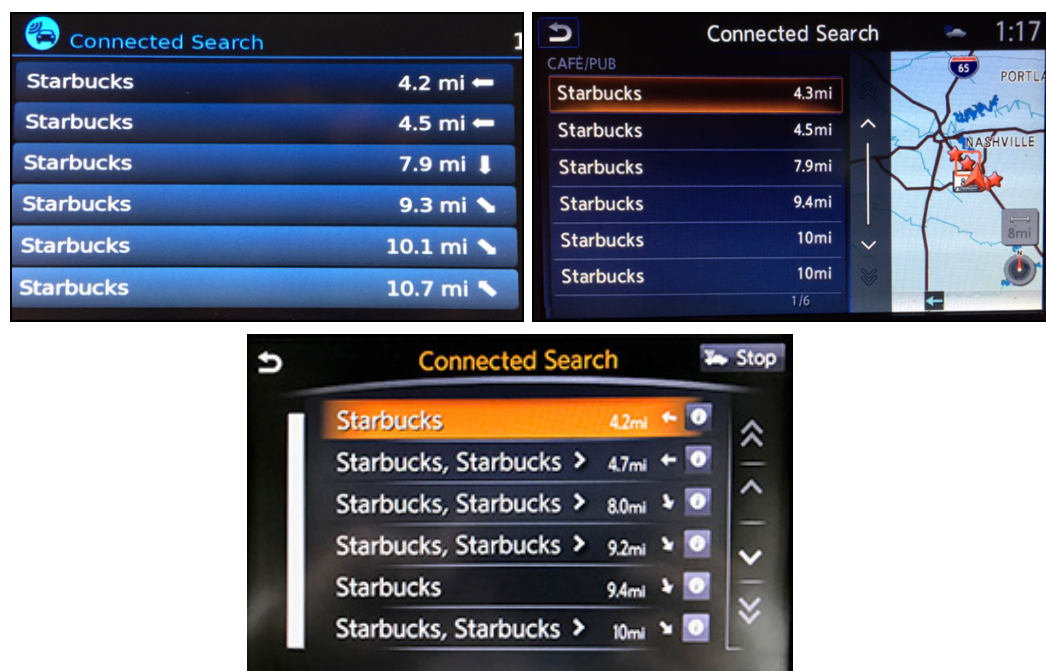 Connected Search
Starbucks 4.2 mi
Starbucks 4.5 mi
Starbucks 7.9 mi
Starbucks 9.3 mi
Starbucks 10.1 mi
Starbucks 10.7 mi
Connected Search 1:17
CAFÉ/PUB
Starbucks 4.3mi
Starbucks 4.5mi
Starbucks 7.9mi
Starbucks 9.4mi
Starbucks 10mi
Starbucks 10mi
1/6
65
PORTLA
NASHVILLE
8mi
N
Connected Search Stop
Starbucks 4.2mi
Starbucks, Starbucks > 4.7mi
Starbucks, Starbucks > 8.0mi
Starbucks, Starbucks > 9.2mi
Starbucks 9.4mi
Starbucks, Starbucks > 10mi